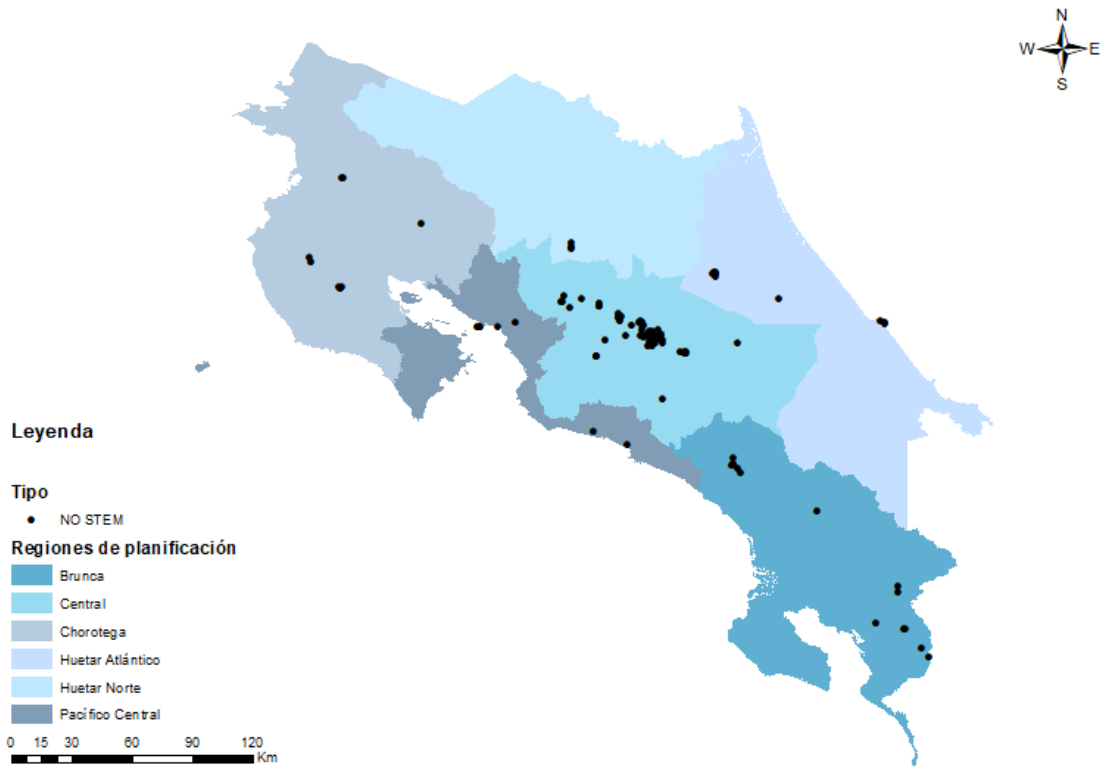 N
W E
S
Leyenda
Tipo
NO STEM
Regiones de planificación
Brunca
Central
Chorotega
Huetar Atlántico
Huetar Norte
Pacífico Central
0 15 30 60 90 120
Km